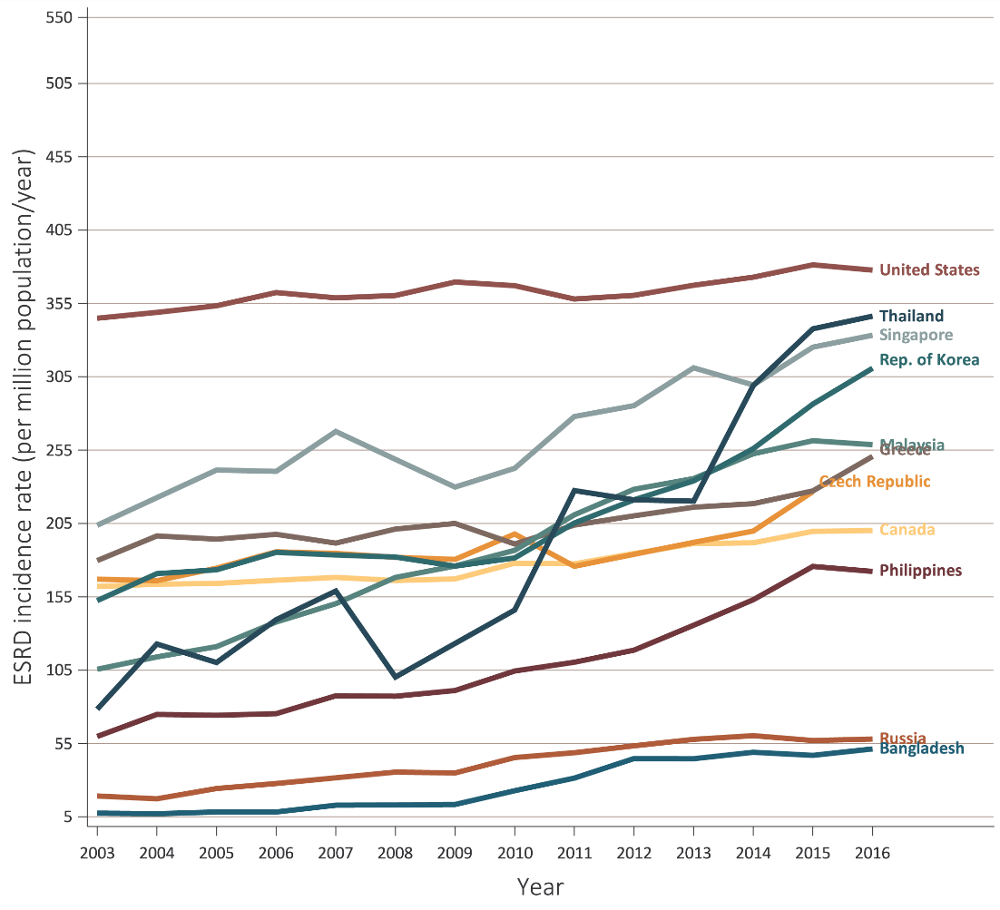 550
505
455
405
355
305
255
205
155
105
55
5
ESRD incidence rate (per million population/year)
United States
Thailand
Singapore
Rep. of Korea
Malaysia
Greece
Czech Republic
Canada
Philippines
Russia
Bangladesh
2003 2004 2005 2006 2007 2008 2009 2010 2011 2012 2013 2014 2015 2016
Year